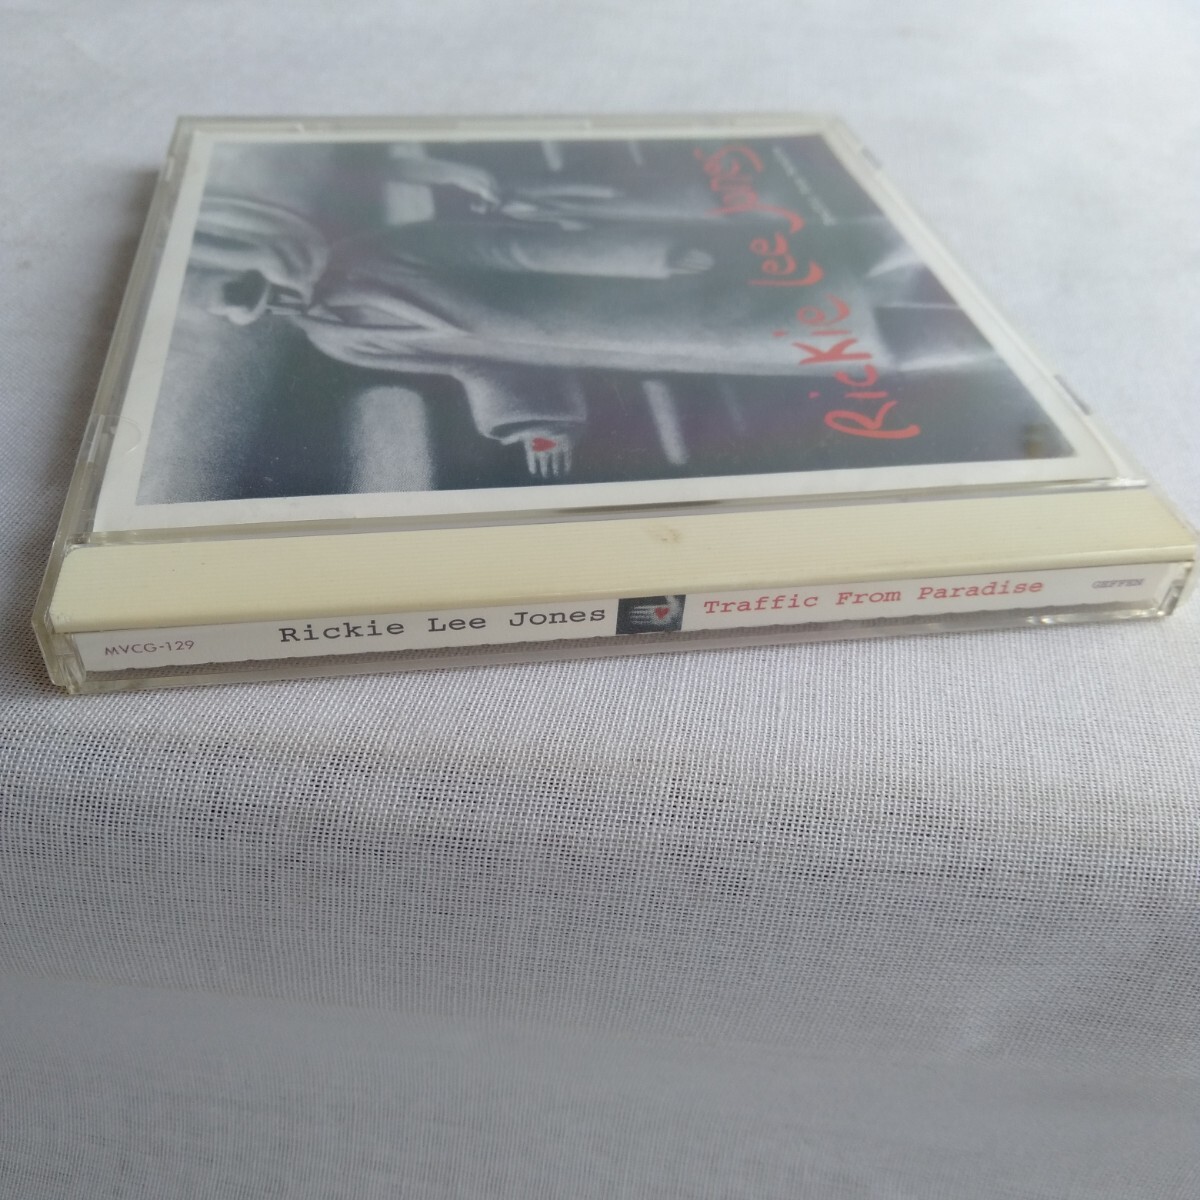 Rickie Lee Jones
MVCG-129
Rickie Lee Jones
Traffic From Paradise
GEFFEN